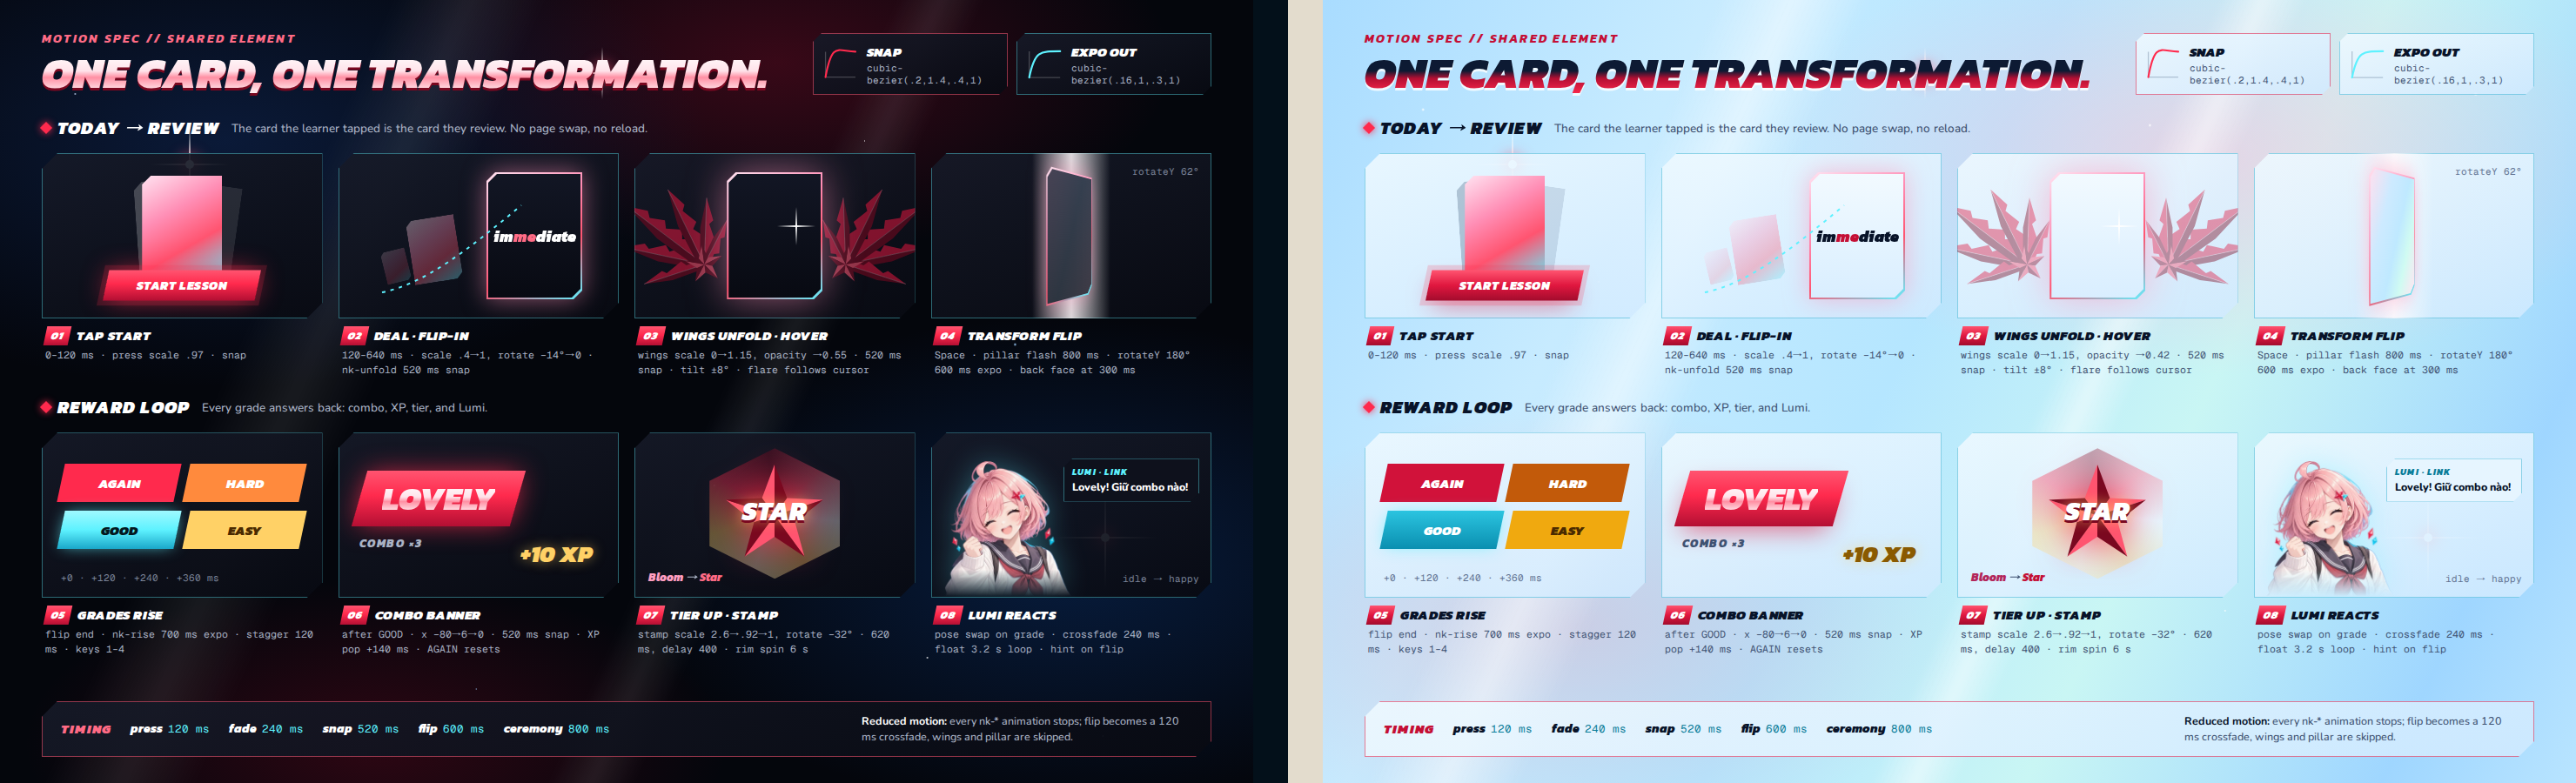 MOTION SPEC // SHARED ELEMENT
ONE CARD, ONE TRANSFORMATION.
SNAP
cubic-
bezier(.2,1.4,.4,1)
EXPO OUT
cubic-
bezier(.16,1,.3,1)
TODAY → REVIEW The card the learner tapped is the card they review. No page swap, no reload.
START LESSON
immediate
rotateY 62°
01 TAP START
0–120 ms · press scale .97 · snap
02 DEAL · FLIP-IN
120–640 ms · scale .4→1, rotate −14°→0 ·
nk-unfold 520 ms snap
03 WINGS UNFOLD · HOVER
wings scale 0→1.15, opacity →0.55 · 520 ms
snap · tilt ±8° · flare follows cursor
04 TRANSFORM FLIP
Space · pillar flash 800 ms · rotateY 180°
600 ms expo · back face at 300 ms
REWARD LOOP Every grade answers back: combo, XP, tier, and Lumi.
AGAIN HARD
GOOD EASY
+0 · +120 · +240 · +360 ms
LOVELY
COMBO ×3
+10 XP
STAR
Bloom → Star
LUMI · LINK
Lovely! Giữ combo nào!
idle → happy
05 GRADES RISE
flip end · nk-rise 700 ms expo · stagger 120
ms · keys 1–4
06 COMBO BANNER
after GOOD · x −80→6→0 · 520 ms snap · XP
pop +140 ms · AGAIN resets
07 TIER UP · STAMP
stamp scale 2.6→.92→1, rotate −32° · 620
ms, delay 400 · rim spin 6 s
08 LUMI REACTS
pose swap on grade · crossfade 240 ms ·
float 3.2 s loop · hint on flip
TIMING press 120 ms fade 240 ms snap 520 ms flip 600 ms ceremony 800 ms
Reduced motion: every nk-* animation stops; flip becomes a 120
ms crossfade, wings and pillar are skipped.
MOTION SPEC // SHARED ELEMENT
ONE CARD, ONE TRANSFORMATION.
SNAP
cubic-
bezier(.2,1.4,.4,1)
EXPO OUT
cubic-
bezier(.16,1,.3,1)
TODAY → REVIEW The card the learner tapped is the card they review. No page swap, no reload.
START LESSON
immediate
rotateY 62°
01 TAP START
0–120 ms · press scale .97 · snap
02 DEAL · FLIP-IN
120–640 ms · scale .4→1, rotate −14°→0 ·
nk-unfold 520 ms snap
03 WINGS UNFOLD · HOVER
wings scale 0→1.15, opacity →0.42 · 520 ms
snap · tilt ±8° · flare follows cursor
04 TRANSFORM FLIP
Space · pillar flash 800 ms · rotateY 180°
600 ms expo · back face at 300 ms
REWARD LOOP Every grade answers back: combo, XP, tier, and Lumi.
AGAIN HARD
GOOD EASY
+0 · +120 · +240 · +360 ms
LOVELY
COMBO ×3
+10 XP
STAR
Bloom → Star
LUMI · LINK
Lovely! Giữ combo nào!
idle → happy
05 GRADES RISE
flip end · nk-rise 700 ms expo · stagger 120
ms · keys 1–4
06 COMBO BANNER
after GOOD · x −80→6→0 · 520 ms snap · XP
pop +140 ms · AGAIN resets
07 TIER UP · STAMP
stamp scale 2.6→.92→1, rotate −32° · 620
ms, delay 400 · rim spin 6 s
08 LUMI REACTS
pose swap on grade · crossfade 240 ms ·
float 3.2 s loop · hint on flip
TIMING press 120 ms fade 240 ms snap 520 ms flip 600 ms ceremony 800 ms
Reduced motion: every nk-* animation stops; flip becomes a 120
ms crossfade, wings and pillar are skipped.